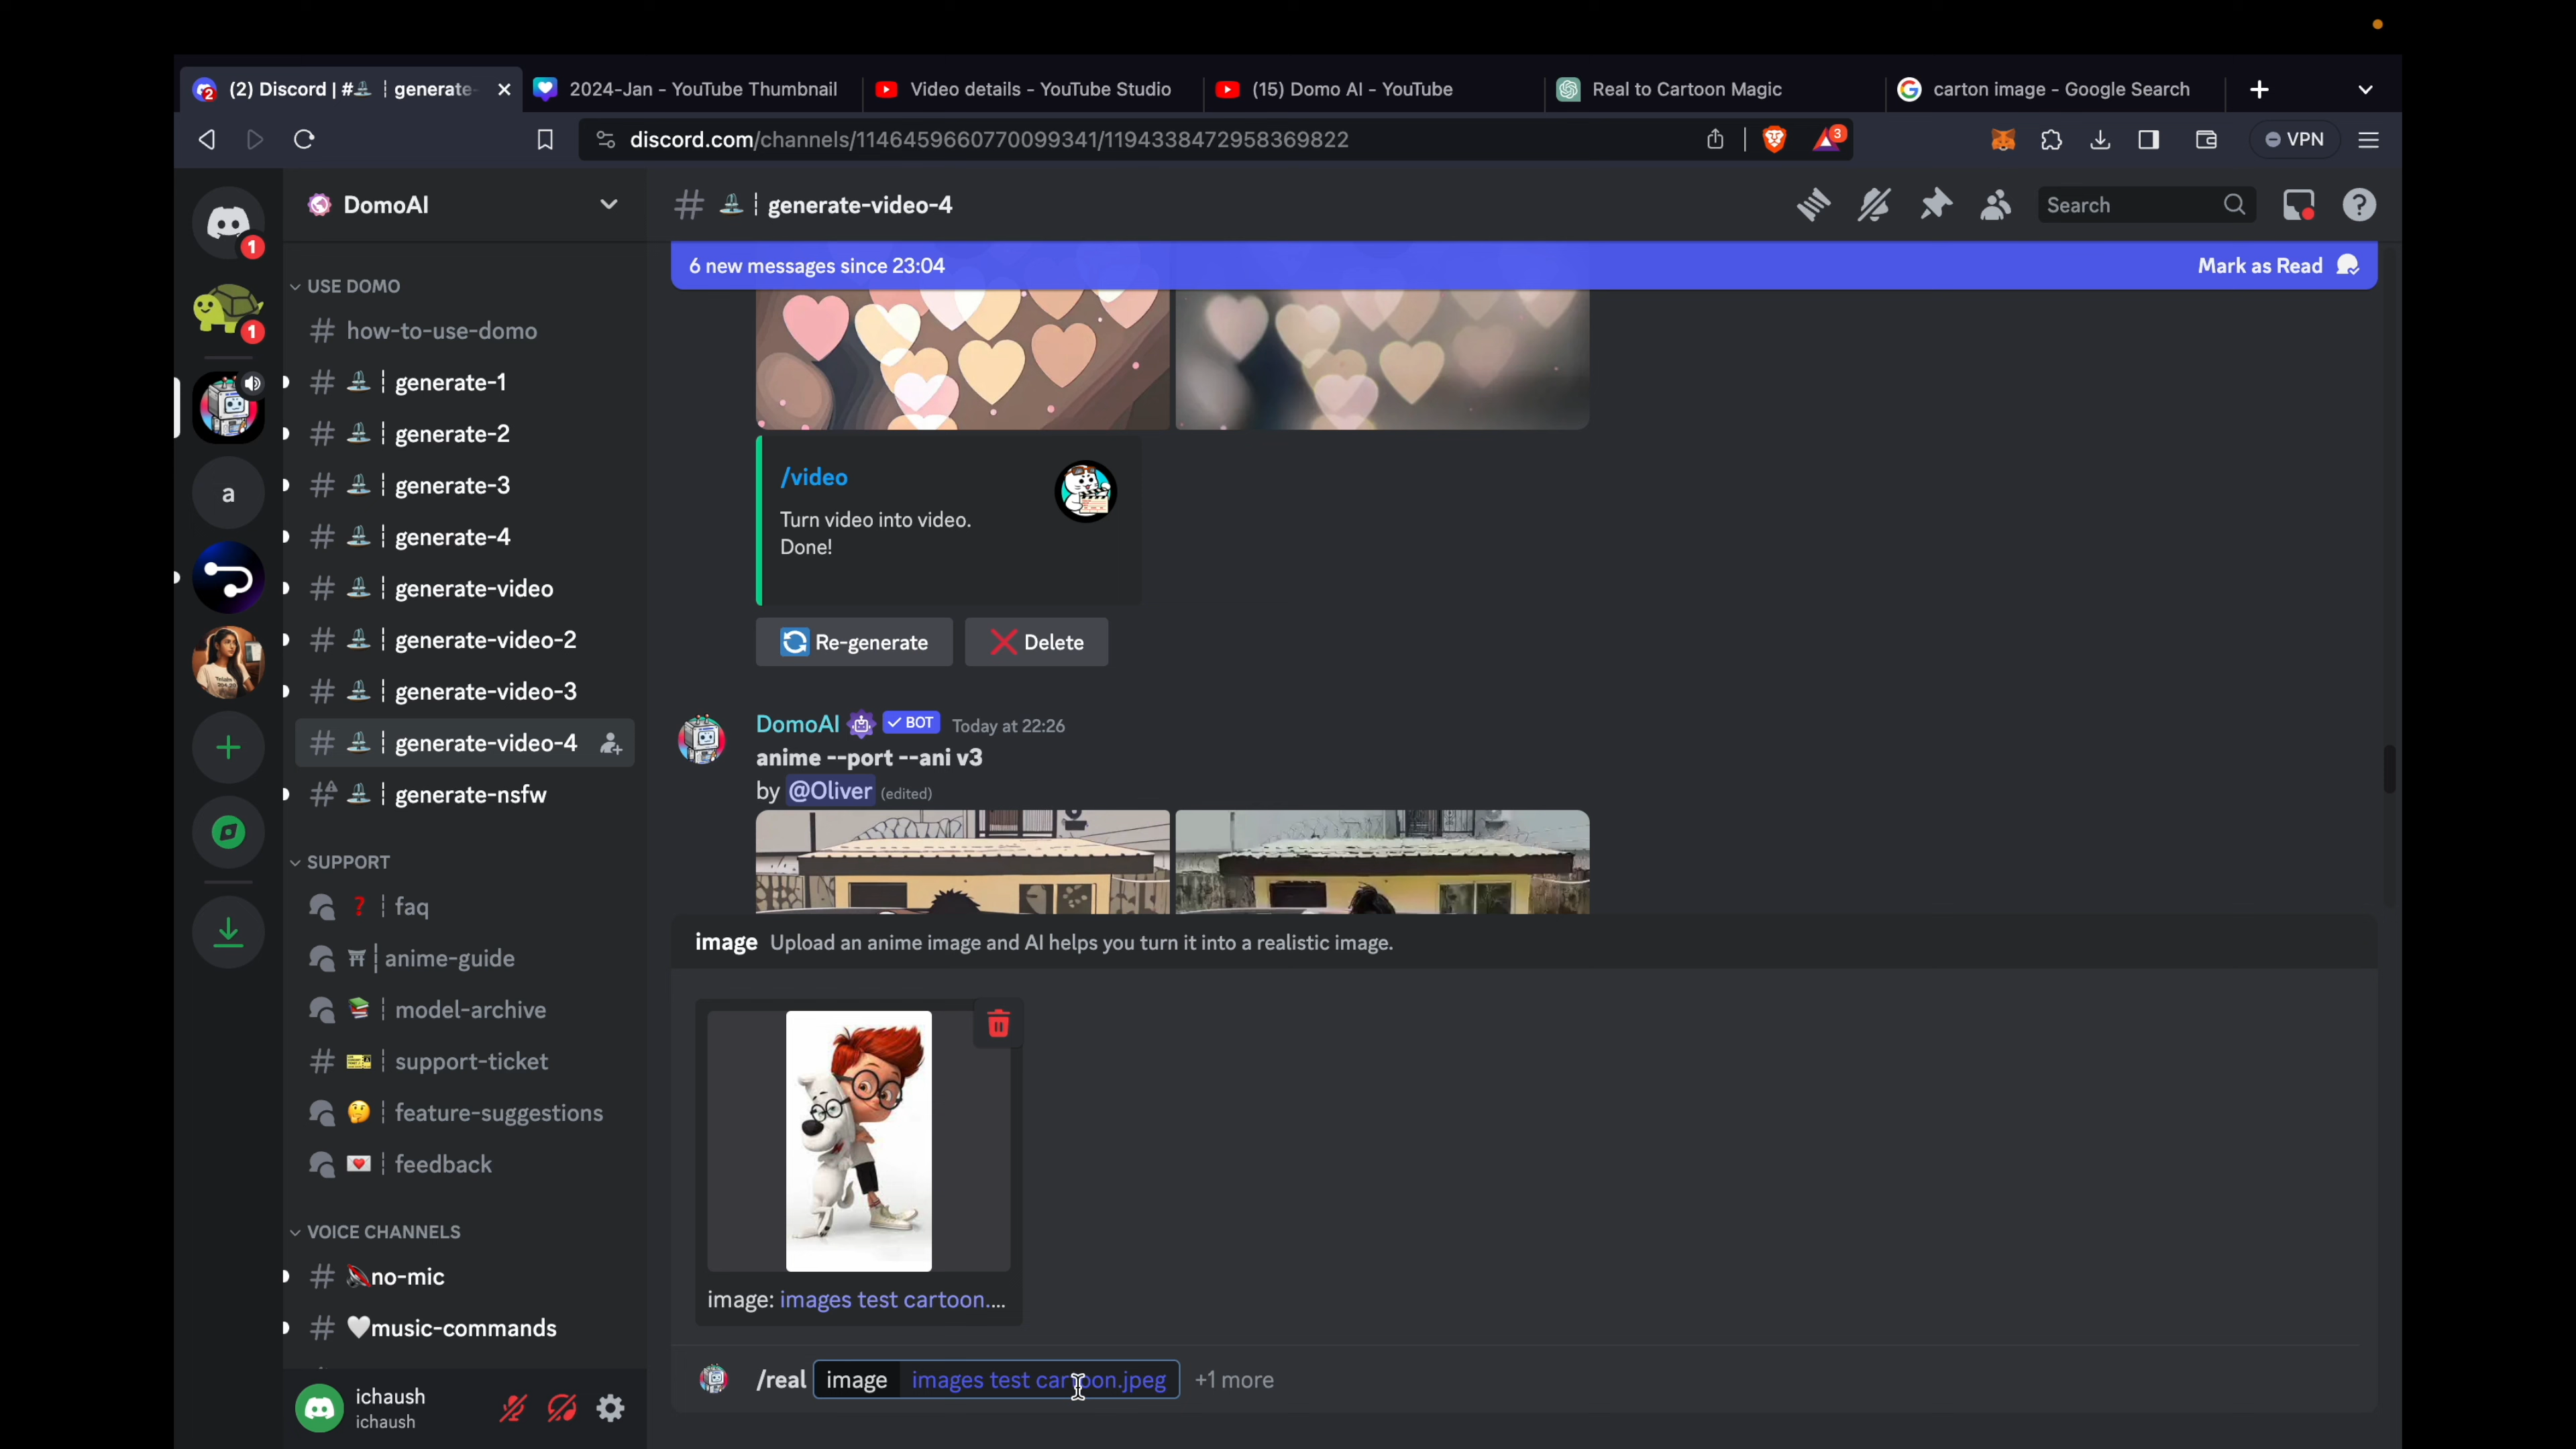 (2) Discord | # | generate-
2024-Jan - YouTube Thumbnail
Video details - YouTube Studio
(15) Domo AI - YouTube
Real to Cartoon Magic
carton image - Google Search
discord.com/channels/1146459660770099341/1194338472958369822
3
VPN
DomoAI
# generate-video-4
Search
1
1
a
USE DOMO
# how-to-use-domo
# generate-1
# generate-2
# generate-3
# generate-4
# generate-video
# generate-video-2
# generate-video-3
# generate-video-4
# generate-nsfw
SUPPORT
? faq
anime-guide
model-archive
# support-ticket
feature-suggestions
feedback
VOICE CHANNELS
# no-mic
# music-commands
ichaush
ichaush
6 new messages since 23:04
Mark as Read
/video
Turn video into video.
Done!
Re-generate
Delete
DomoAI BOT Today at 22:26
anime --port --ani v3
by @Oliver (edited)
image Upload an anime image and AI helps you turn it into a realistic image.
image: images test cartoon....
/real image images test cartoon.jpeg +1 more